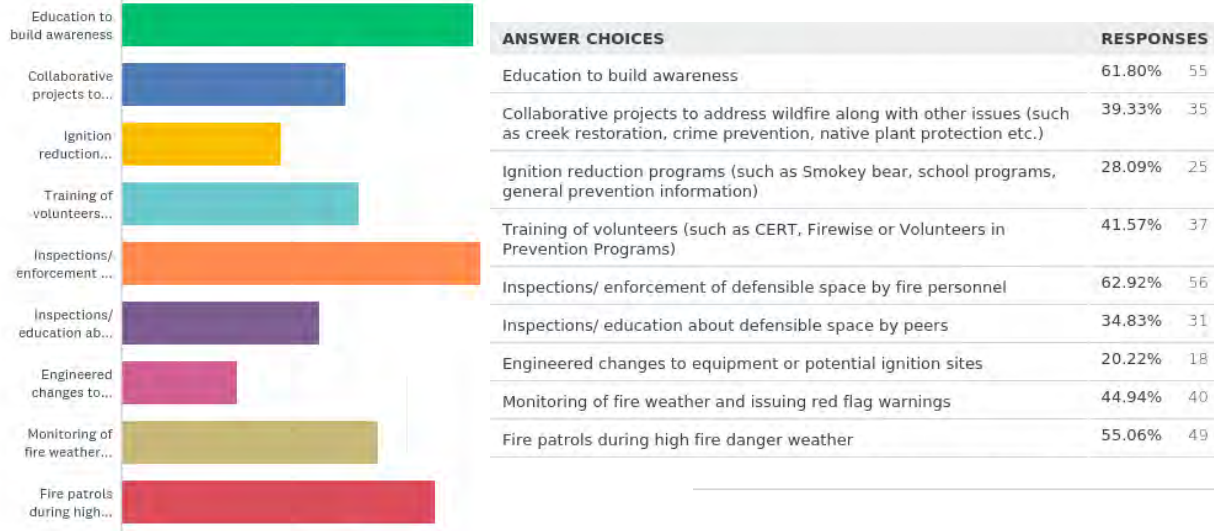 Education to
build awareness
Collaborative
projects to...
Ignition
reduction...
Training of
volunteers...
Inspections/
enforcement ...
Inspections/
education ab...
Engineered
changes to...
Monitoring of
fire weather...
Fire patrols
during high...
ANSWER CHOICES RESPONSES
Education to build awareness 61.80% 55
Collaborative projects to address wildfire along with other issues (such 39.33% 35
as creek restoration, crime prevention, native plant protection etc.)
Ignition reduction programs (such as Smokey bear, school programs, 28.09% 25
general prevention information)
Training of volunteers (such as CERT, Firewise or Volunteers in 41.57% 37
Prevention Programs)
Inspections/ enforcement of defensible space by fire personnel 62.92% 56
Inspections/ education about defensible space by peers 34.83% 31
Engineered changes to equipment or potential ignition sites 20.22% 18
Monitoring of fire weather and issuing red flag warnings 44.94% 40
Fire patrols during high fire danger weather 55.06% 49